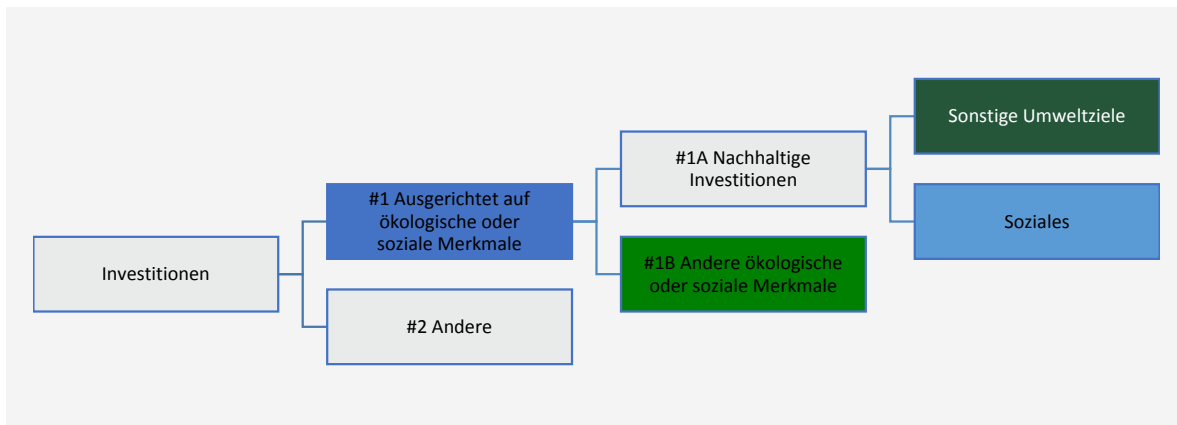 Investitionen
#1 Ausgerichtet auf
ökologische oder
soziale Merkmale
#2 Andere
#1A Nachhaltige
Investitionen
#1B Andere ökologische
oder soziale Merkmale
Sonstige Umweltziele
Soziales